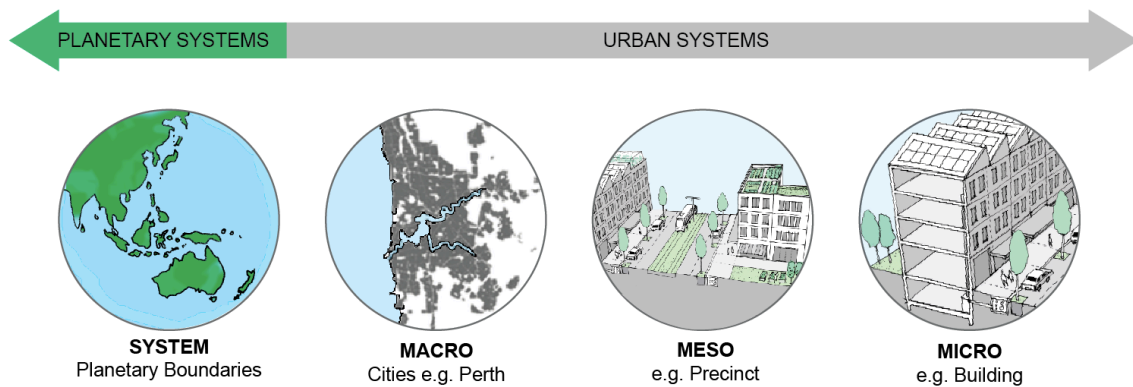 PLANETARY SYSTEMS
URBAN SYSTEMS
SYSTEM
Planetary Boundaries
MACRO
Cities e.g. Perth
MESO
e.g. Precinct
MICRO
e.g. Building